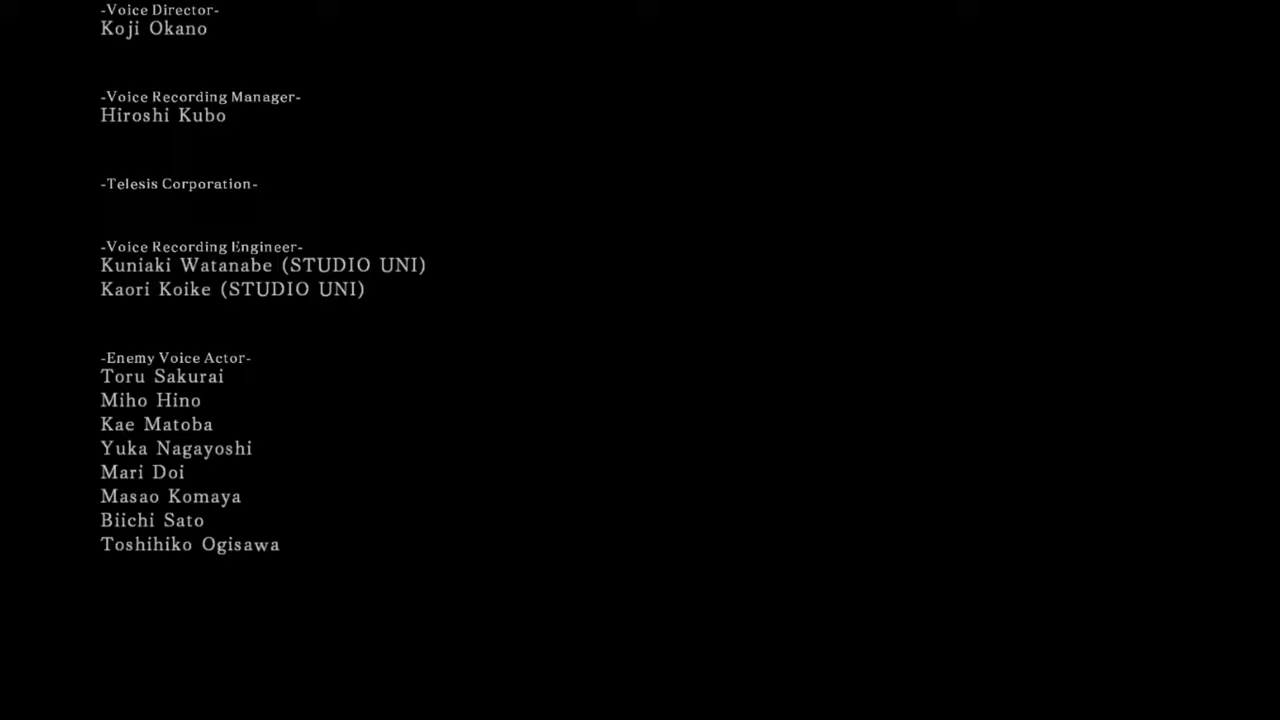 -Voice Director-
Koji Okano
-Voice Recording Manager-
Hiroshi Kubo
-Telesis Corporation-
-Voice Recording Engineer-
Kuniaki Watanabe (STUDIO UNI)
Kaori Koike (STUDIO UNI)
-Enemy Voice Actor-
Toru Sakurai
Miho Hino
Kae Matoba
Yuka Nagayoshi
Mari Doi
Masao Komaya
Biichi Sato
Toshihiko Ogisawa